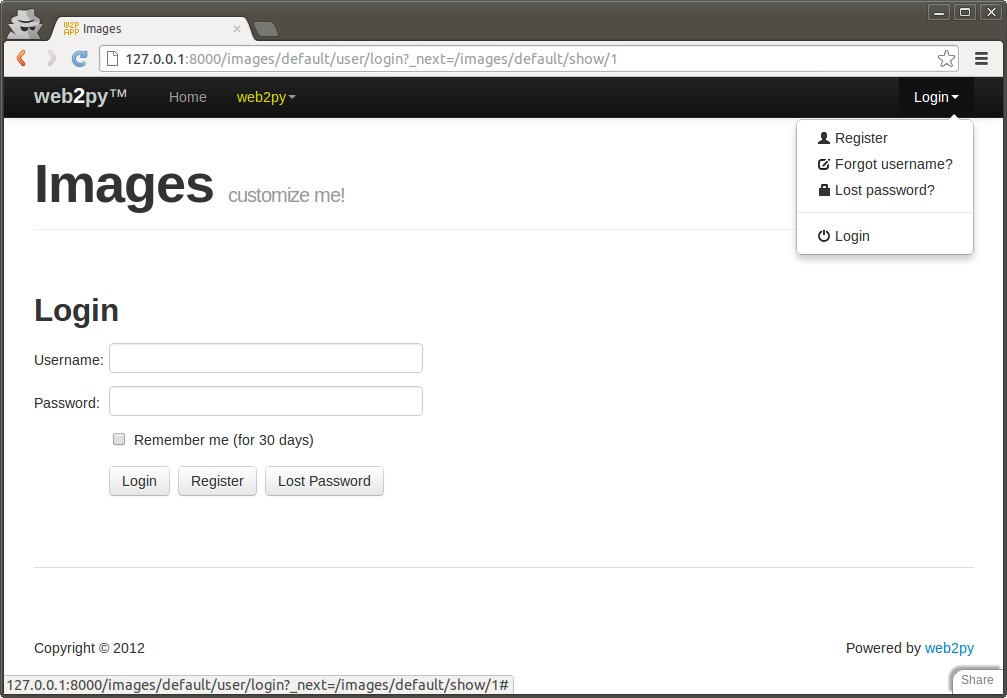 W2P APP Images
127.0.0.1:8000/images/default/user/login?_next=/images/default/show/1
web2py™ Home web2py Login
Register
Forgot username?
Lost password?
Login
Images customize me!
Login
Username:
Password:
Remember me (for 30 days)
Login Register Lost Password
Copyright © 2012 Powered by web2py
Share
127.0.0.1:8000/images/default/user/login?_next=/images/default/show/1#